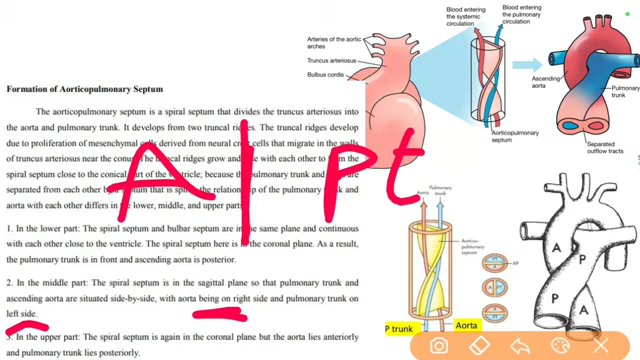 Formation of Aorticopulmonary Septum
The aorticopulmonary septum is a spiral septum that divides the truncus arteriosus into
the aorta and pulmonary trunk. It develops from two truncal ridges. The truncal ridges develop
due to proliferation of mesenchymal cells derived from neural crest cells that migrate in the walls
of truncus arteriosus near the conus. The truncal ridges grow and fuse with each other to form the
spiral septum close to the conical part of the ventricle; because the pulmonary trunk and are
separated from each other by a septum that is spiral the relationship of the pulmonary trunk and
aorta with each other differs in the lower, middle, and upper part
1. In the lower part: The spiral septum and bulbar septum are in the same plane and continuous
with each other close to the ventricle. The spiral septum here is in the coronal plane. As a result,
the pulmonary trunk is in front and ascending aorta is posterior.
2. In the middle part: The spiral septum is in the sagittal plane so that pulmonary trunk and
ascending aorta are situated side-by-side, with aorta being on right side and pulmonary trunk on
left side.
3. In the upper part: The spiral septum is again in the coronal plane but the aorta lies anteriorly
and pulmonary trunk lies posteriorly.
A | Pt
Blood entering
the systemic
circulation
Blood entering
the pulmonary
circulation
Arteries of the aortic
arches
Truncus arteriosus
Bulbus cordis
Aorticopulmonary
septum
Ascending
aorta
Pulmonary
trunk
Separated
outflow tracts
Aorta
Pulmonary
trunk
Aortico-
pulmonary
septum
AP
P trunk
Aorta
A
P
P
A